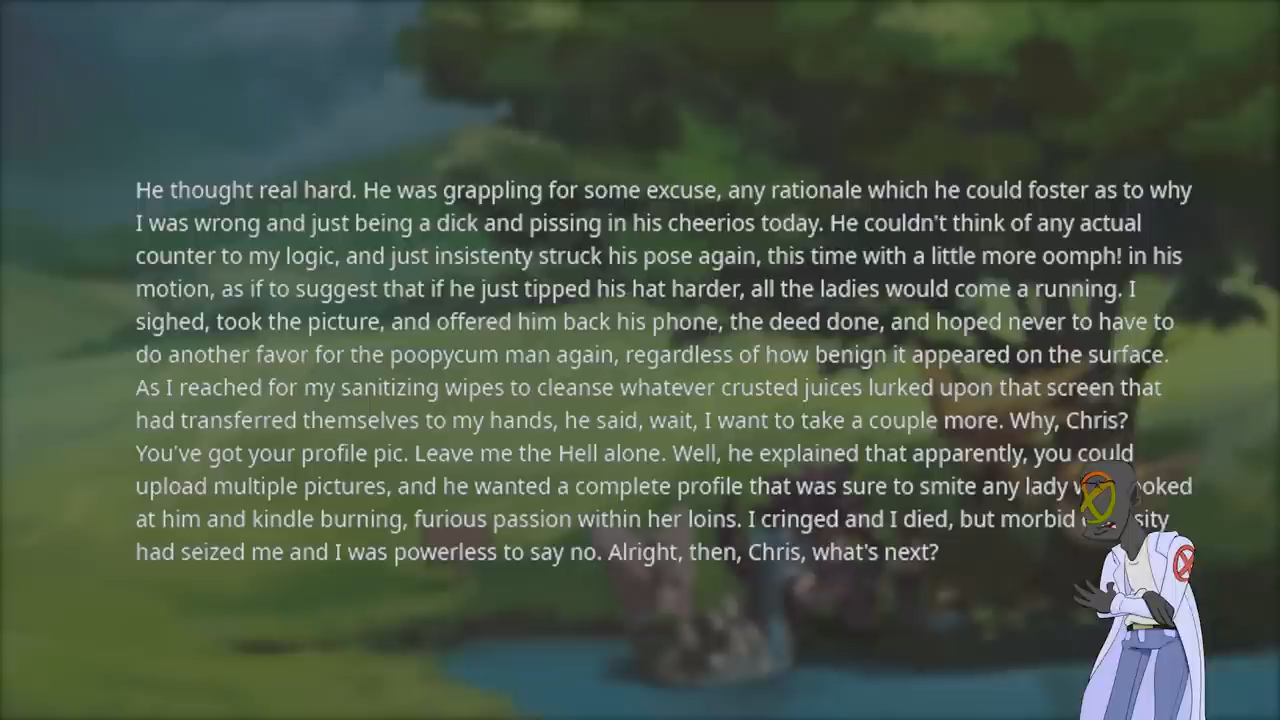 He thought real hard. He was grappling for some excuse, any rationale which he could foster as to why
I was wrong and just being a dick and pissing in his cheerios today. He couldn't think of any actual
counter to my logic, and just insistenty struck his pose again, this time with a little more oomph! in his
motion, as if to suggest that if he just tipped his hat harder, all the ladies would come a running. I
sighed, took the picture, and offered him back his phone, the deed done, and hoped never to have to
do another favor for the poopycum man again, regardless of how benign it appeared on the surface.
As I reached for my sanitizing wipes to cleanse whatever crusted juices lurked upon that screen that
had transferred themselves to my hands, he said, wait, I want to take a couple more. Why, Chris?
You've got your profile pic. Leave me the Hell alone. Well, he explained that apparently, you could
upload multiple pictures, and he wanted a complete profile that was sure to smite any lady
at him and kindle burning, furious passion within her loins. I cringed and I died, but morbid
had seized me and I was powerless to say no. Alright, then, Chris, what's next?